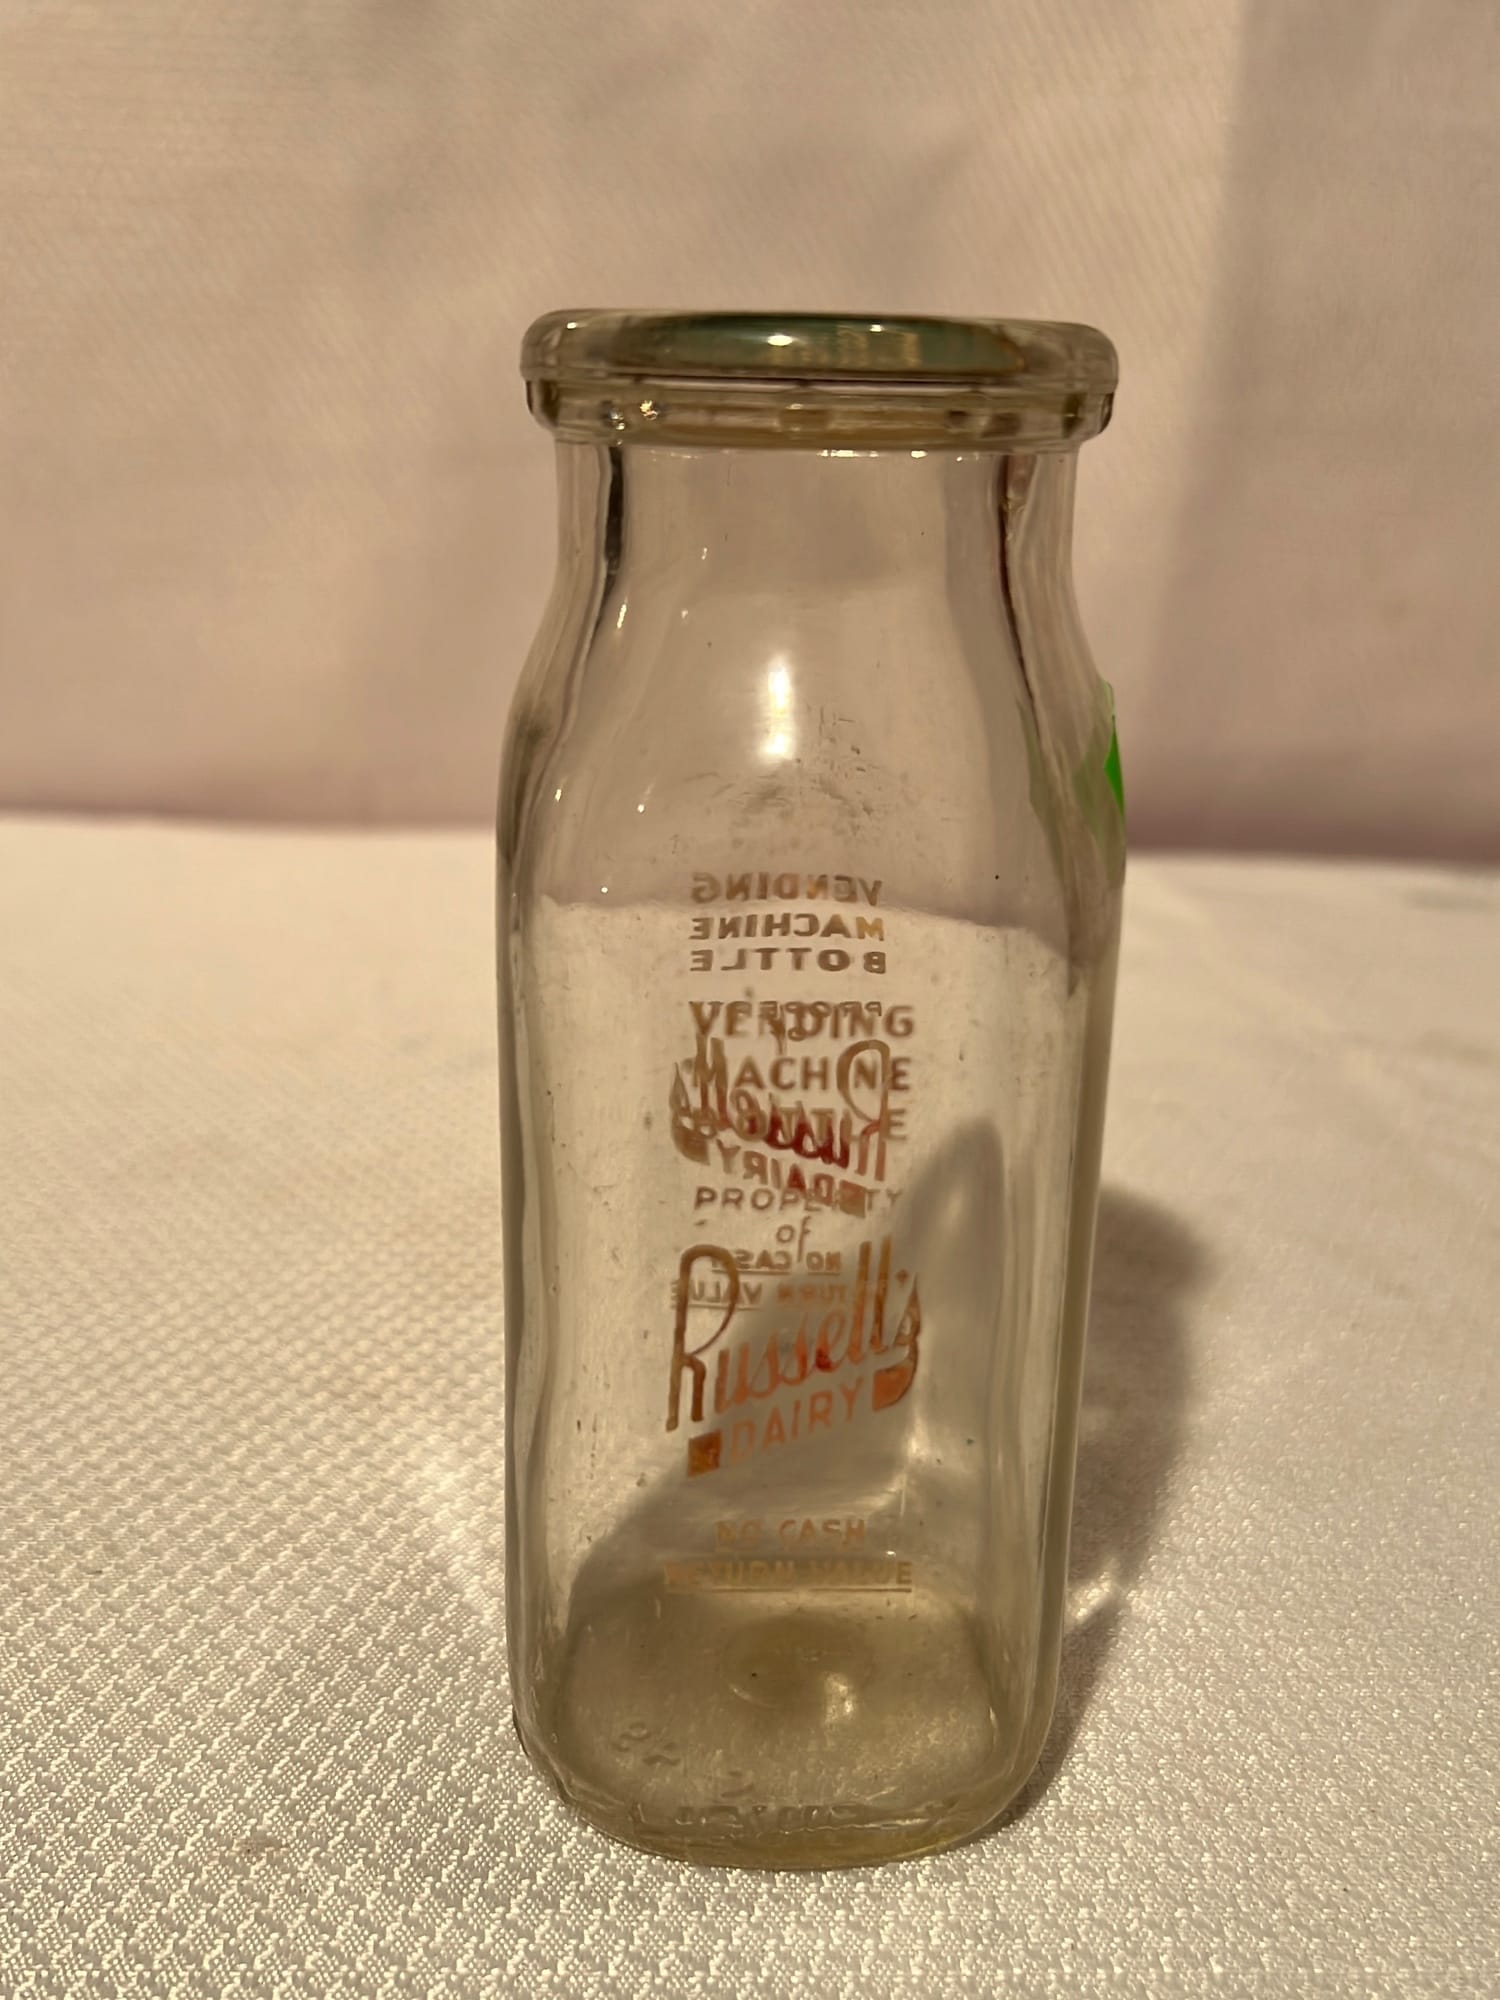 VENDING
MACHINE
BOTTLE
PROPERTY
of
Russell's
DAIRY
NO CASH
RETURN VALUE